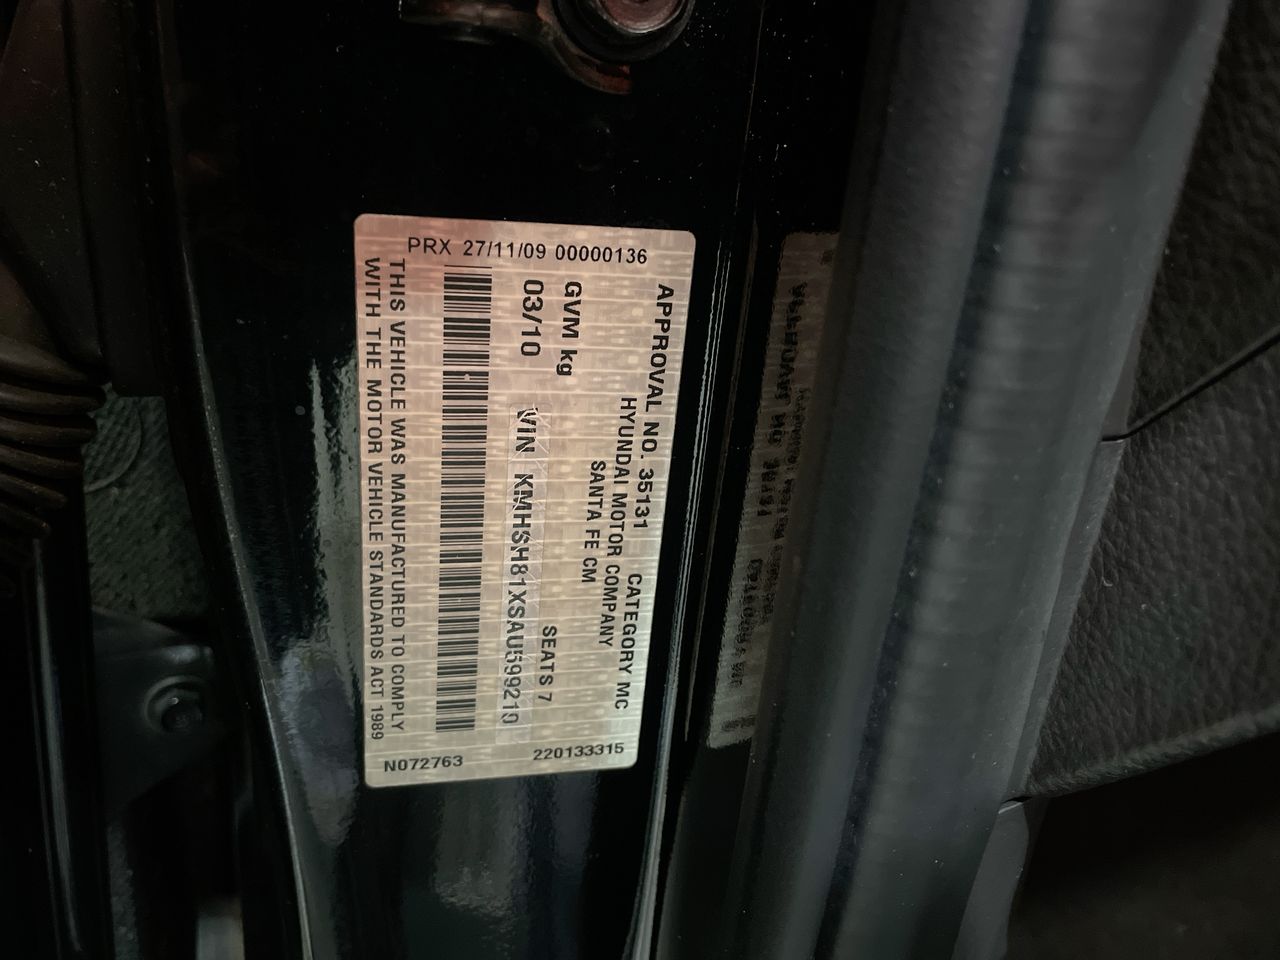 PRX 27/11/09 00000136
APPROVAL NO. 35131 CATEGORY MC
HYUNDAI MOTOR COMPANY
SANTA FE CM
GVM kg SEATS 7
03/10 VIN KMHSH81XSAU599210
THIS VEHICLE WAS MANUFACTURED TO COMPLY
WITH THE MOTOR VEHICLE STANDARDS ACT 1989
N072763 220133315